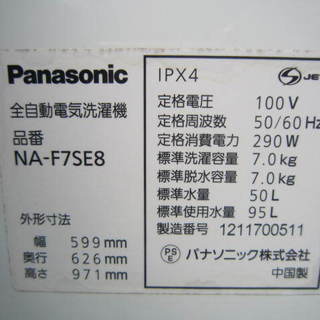 Panasonic
全自動電気洗濯機
品番
NA-F7SE8
外形寸法
幅 599mm
奥行 626mm
高さ 971mm
IPX4
定格電圧 100V
定格周波数 50/60Hz
定格消費電力 290W
標準洗濯容量 7.0kg
標準脱水容量 7.0kg
標準水量 50L
標準使用水量 95L
製造番号 1211700511
PS
E
パナソニック株式会社
中国製